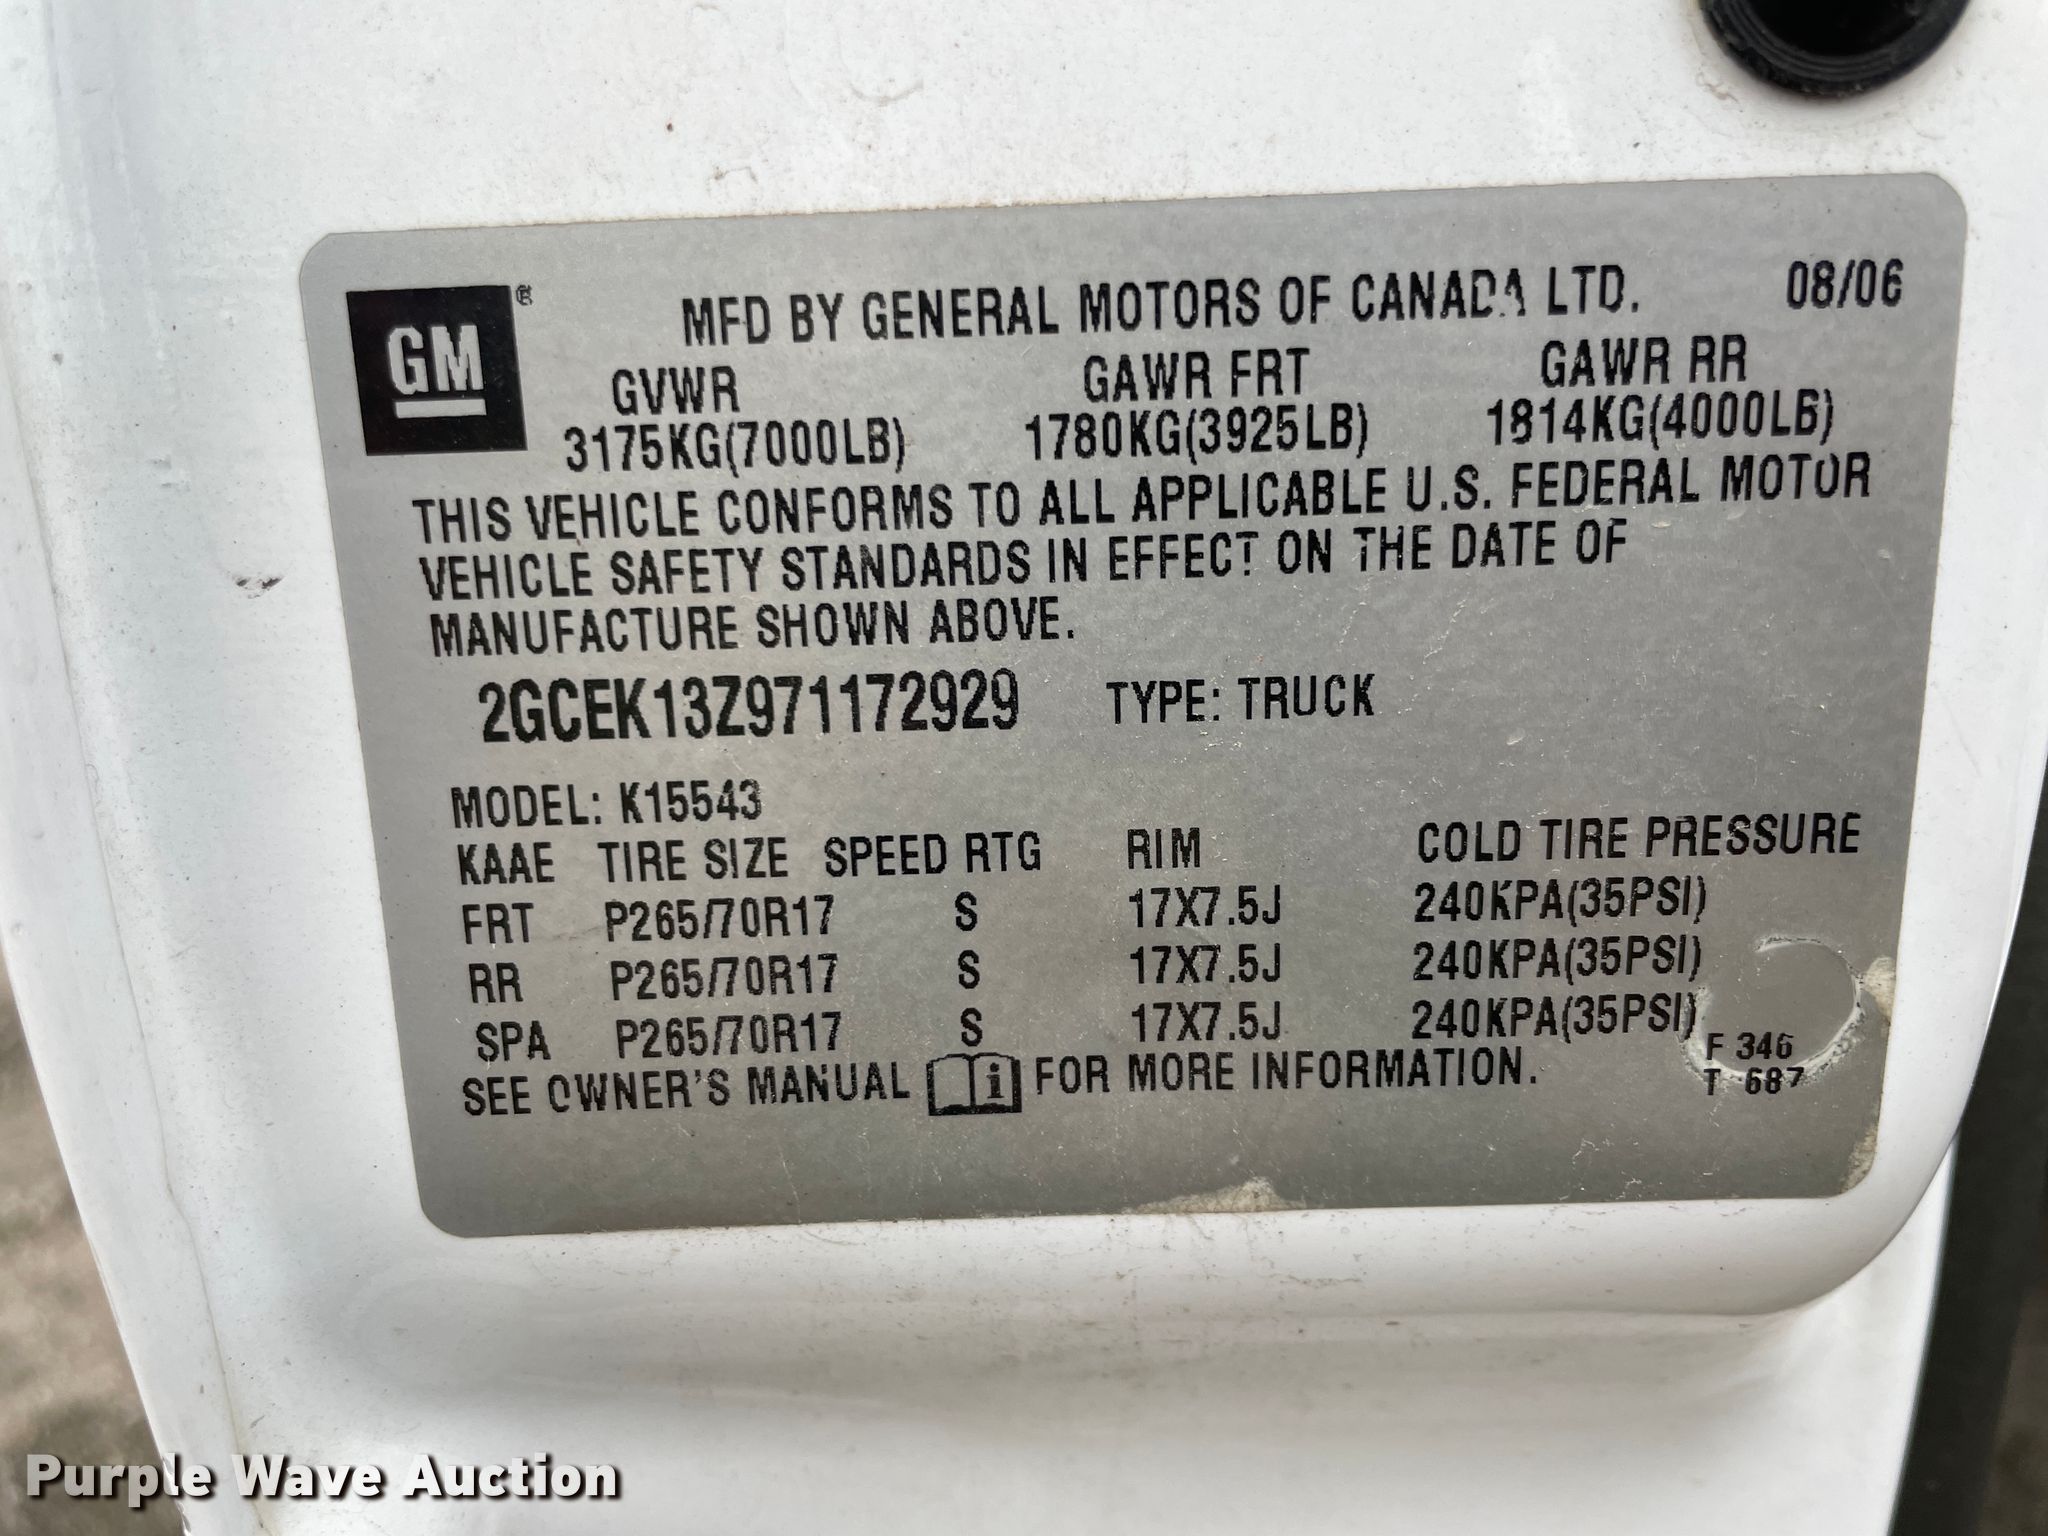 GM ®
MFD BY GENERAL MOTORS OF CANADA LTD. 08/06
GVWR GAWR FRT GAWR RR
3175KG(7000LB) 1780KG(3925LB) 1814KG(4000LB)
THIS VEHICLE CONFORMS TO ALL APPLICABLE U.S. FEDERAL MOTOR
VEHICLE SAFETY STANDARDS IN EFFECT ON THE DATE OF
MANUFACTURE SHOWN ABOVE.
2GCEK13Z971172929 TYPE: TRUCK
MODEL: K15543
KAAE TIRE SIZE SPEED RTG RIM COLD TIRE PRESSURE
FRT P265/70R17 S 17X7.5J 240KPA(35PSI)
RR P265/70R17 S 17X7.5J 240KPA(35PSI)
SPA P265/70R17 S 17X7.5J 240KPA(35PSI)
F 346
T 687
SEE OWNER'S MANUAL i FOR MORE INFORMATION.
Purple Wave Auction